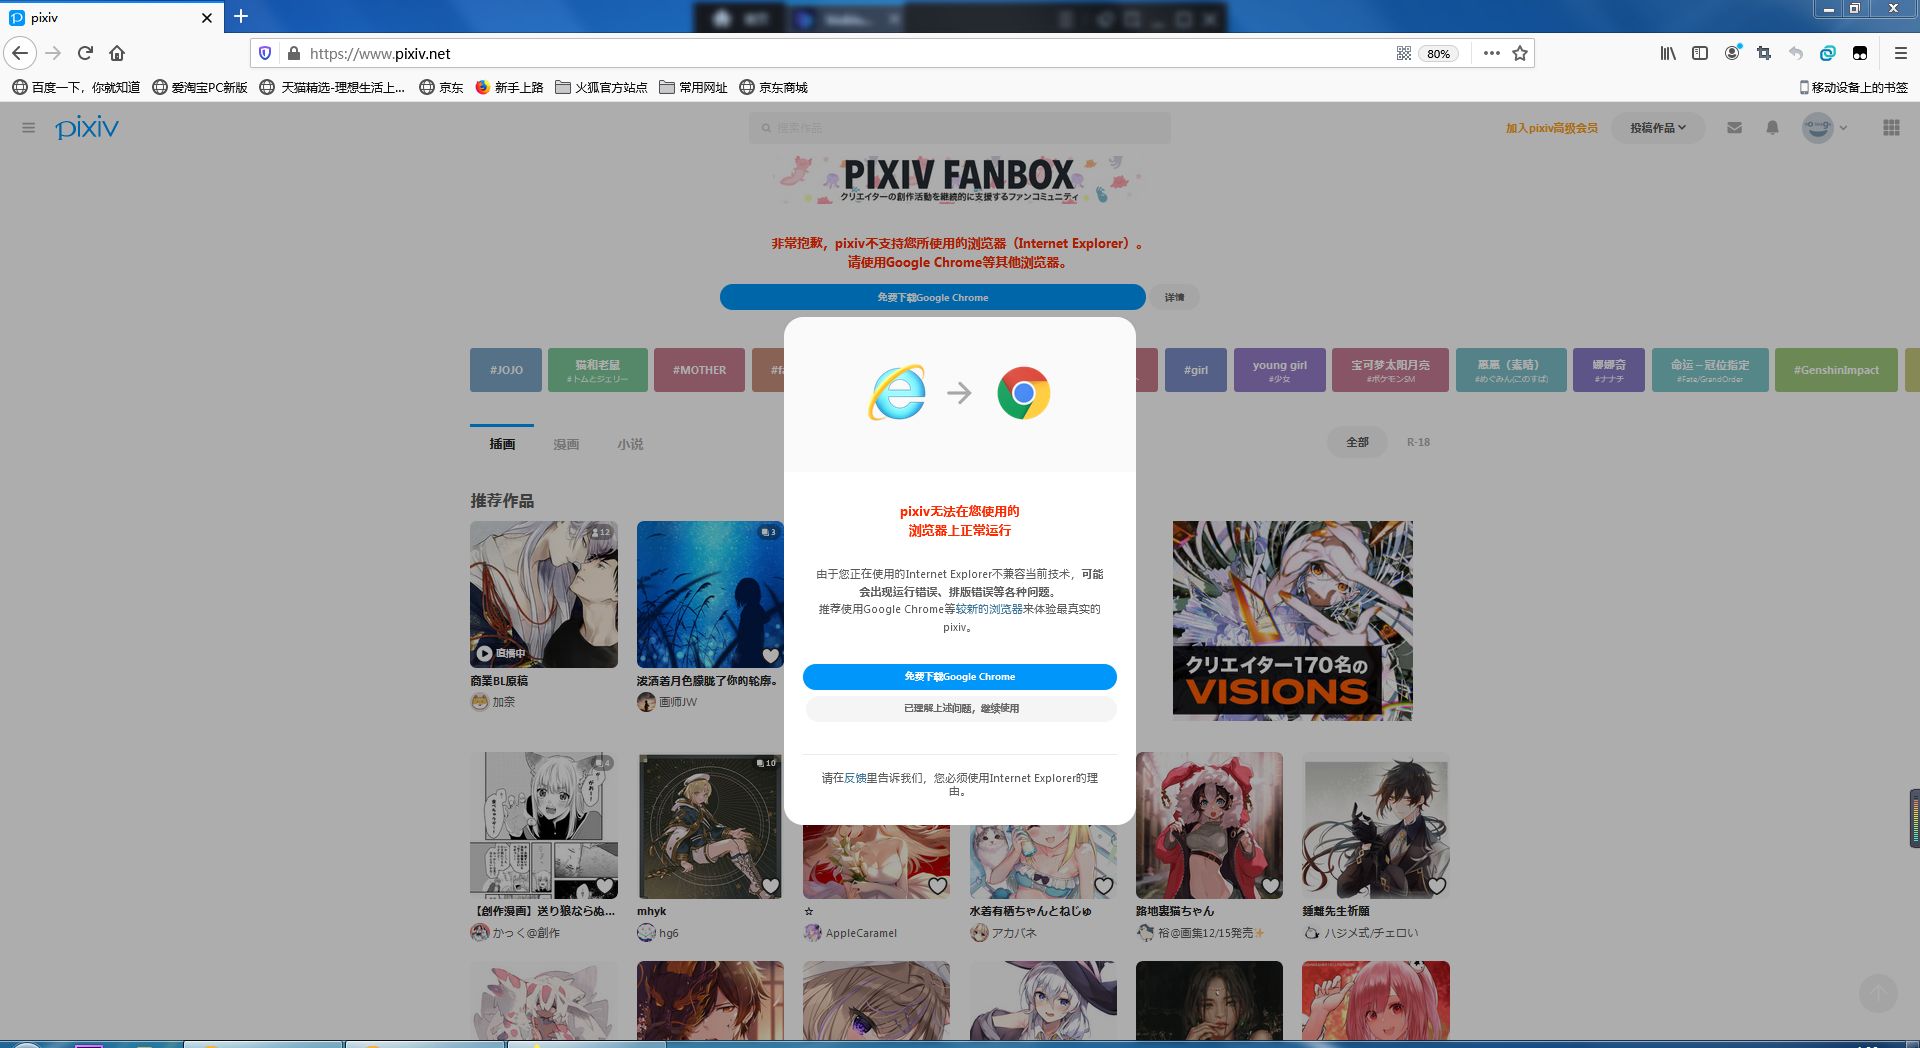 pixiv
https://www.pixiv.net
80%
百度一下，你就知道
爱淘宝PC新版
天猫精选-理想生活上...
京东
新手上路
火狐官方站点
常用网址
京东商城
移动设备上的书签
pixiv
搜索作品
加入pixiv高级会员
投稿作品
PIXIV FANBOX
クリエイターの創作活動を継続的に支援するファンコミュニティ
非常抱歉，pixiv不支持您所使用的浏览器（Internet Explorer）。
请使用Google Chrome等其他浏览器。
免费下载Google Chrome
详情
#JOJO
猫和老鼠
#トムとジェリー
#MOTHER
#girl
young girl
#少女
宝可梦太阳月亮
#ポケモンSM
惠惠（素晴）
#めぐみん(このすば)
娜娜奇
#ナナチ
命运－冠位指定
#Fate/GrandOrder
#GenshinImpact
插画
漫画
小说
全部
R-18
推荐作品
12
3
直播中
商業BL原稿
加奈
泼洒着月色朦胧了你的轮廓。
画师JW
クリエイター170名の
VISIONS
pixiv无法在您使用的
浏览器上正常运行
由于您正在使用的Internet Explorer不兼容当前技术，可能
会出现运行错误、排版错误等各种问题。
推荐使用Google Chrome等较新的浏览器来体验最真实的
pixiv。
免费下载Google Chrome
已理解上述问题，继续使用
请在反馈里告诉我们，您必须使用Internet Explorer的理
由。
4
10
【創作漫画】送り狼ならぬ...
かっく@創作
mhyk
hg6
☆
AppleCaramel
水着有栖ちゃんとねじゅ
アカバネ
路地裏猫ちゃん
裕@画集12/15発売✨
鍾離先生祈願
ハジメ式/チェロい